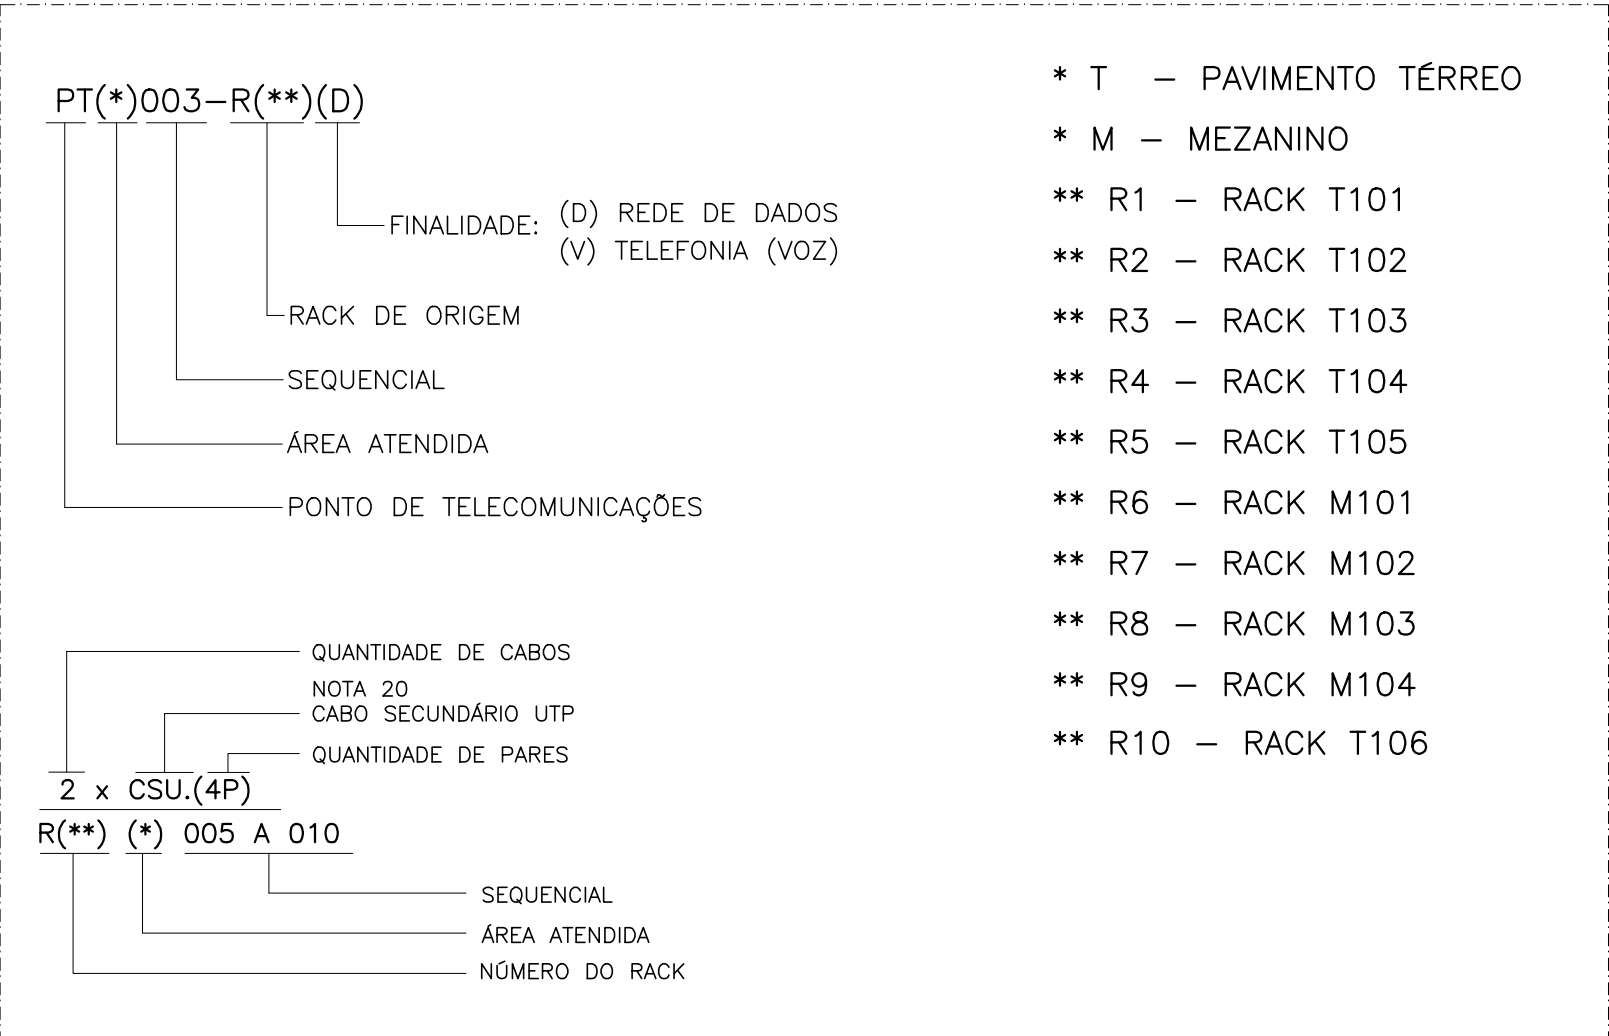 PT(*)003-R(**)(D)
FINALIDADE: (D) REDE DE DADOS
(V) TELEFONIA (VOZ)
RACK DE ORIGEM
SEQUENCIAL
ÁREA ATENDIDA
PONTO DE TELECOMUNICAÇÕES
QUANTIDADE DE CABOS
NOTA 20
CABO SECUNDÁRIO UTP
QUANTIDADE DE PARES
2 x CSU.(4P)
R(**) (*) 005 A 010
SEQUENCIAL
ÁREA ATENDIDA
NÚMERO DO RACK
* T - PAVIMENTO TÉRREO
* M - MEZANINO
** R1 - RACK T101
** R2 - RACK T102
** R3 - RACK T103
** R4 - RACK T104
** R5 - RACK T105
** R6 - RACK M101
** R7 - RACK M102
** R8 - RACK M103
** R9 - RACK M104
** R10 - RACK T106